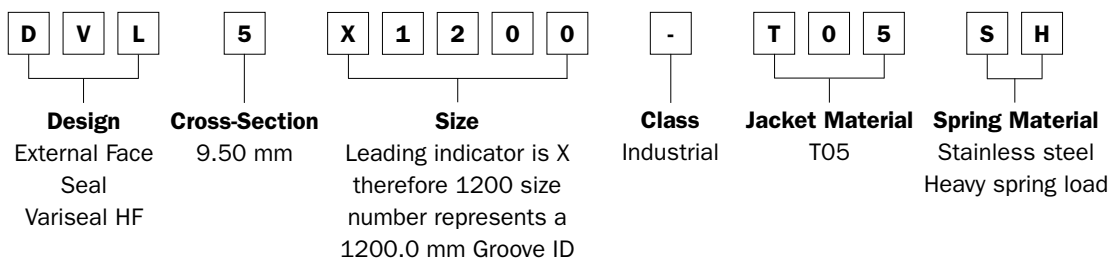 D V L 5 X 1 2 0 0 - T 0 5 S H
Design Cross-Section Size Class Jacket Material Spring Material
External Face 9.50 mm Leading indicator is X Industrial T05 Stainless steel
Seal therefore 1200 size Heavy spring load
Variseal HF number represents a
1200.0 mm Groove ID